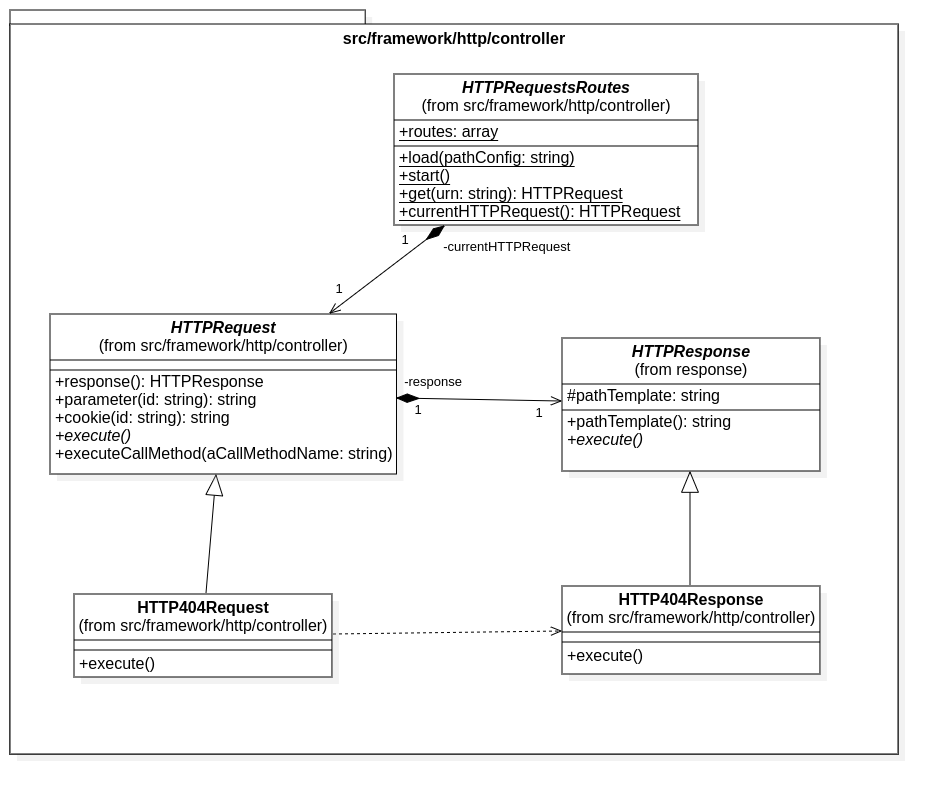 src/framework/http/controller
HTTPRequestsRoutes
(from src/framework/http/controller)
+routes: array
+load(pathConfig: string)
+start()
+get(urn: string): HTTPRequest
+currentHTTPRequest(): HTTPRequest
1
-currentHTTPRequest
1
HTTPRequest
(from src/framework/http/controller)
+response(): HTTPResponse
+parameter(id: string): string
+cookie(id: string): string
+execute()
+executeCallMethod(aCallMethodName: string)
-response
1
1
HTTPResponse
(from response)
#pathTemplate: string
+pathTemplate(): string
+execute()
HTTP404Request
(from src/framework/http/controller)
+execute()
HTTP404Response
(from src/framework/http/controller)
+execute()